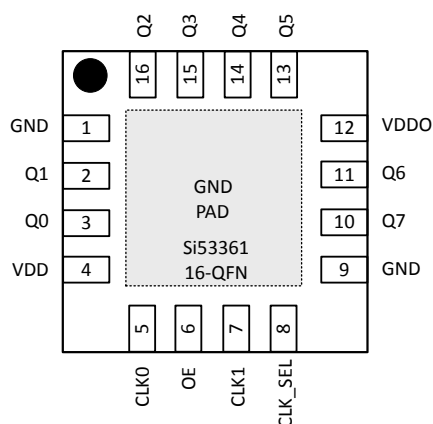 Q2 Q3 Q4 Q5
16 15 14 13
GND 1 12 VDDO
Q1 2 11 Q6
Q0 3 10 Q7
VDD 4 9 GND
GND
PAD
Si53361
16-QFN
5 6 7 8
CLK0 OE CLK1 CLK_SEL